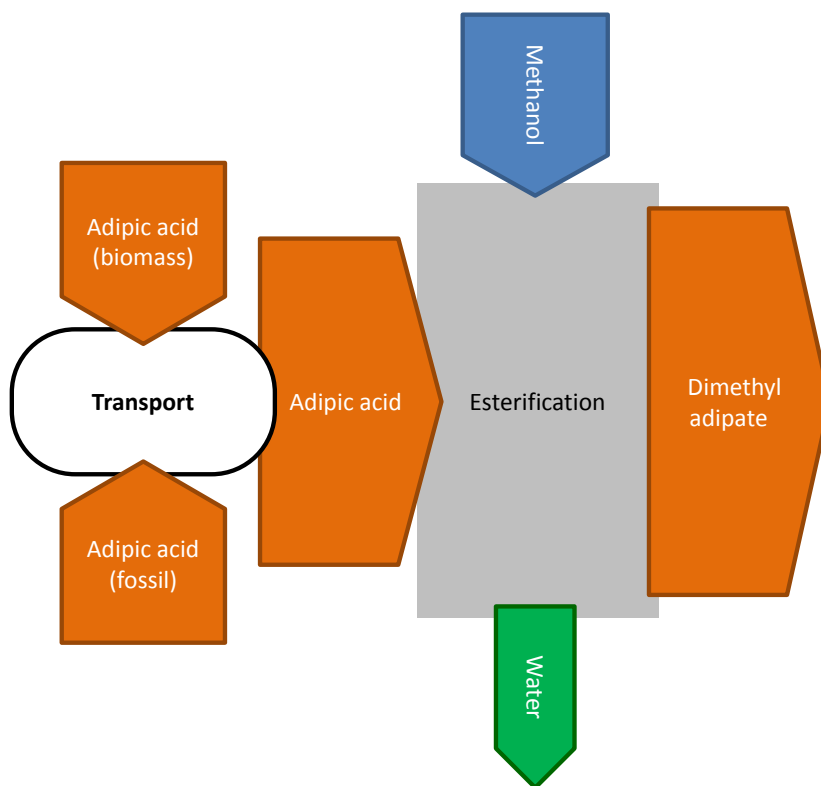 Methanol
Adipic acid
(biomass)
Transport
Adipic acid
Esterification
Dimethyl
adipate
Adipic acid
(fossil)
Water